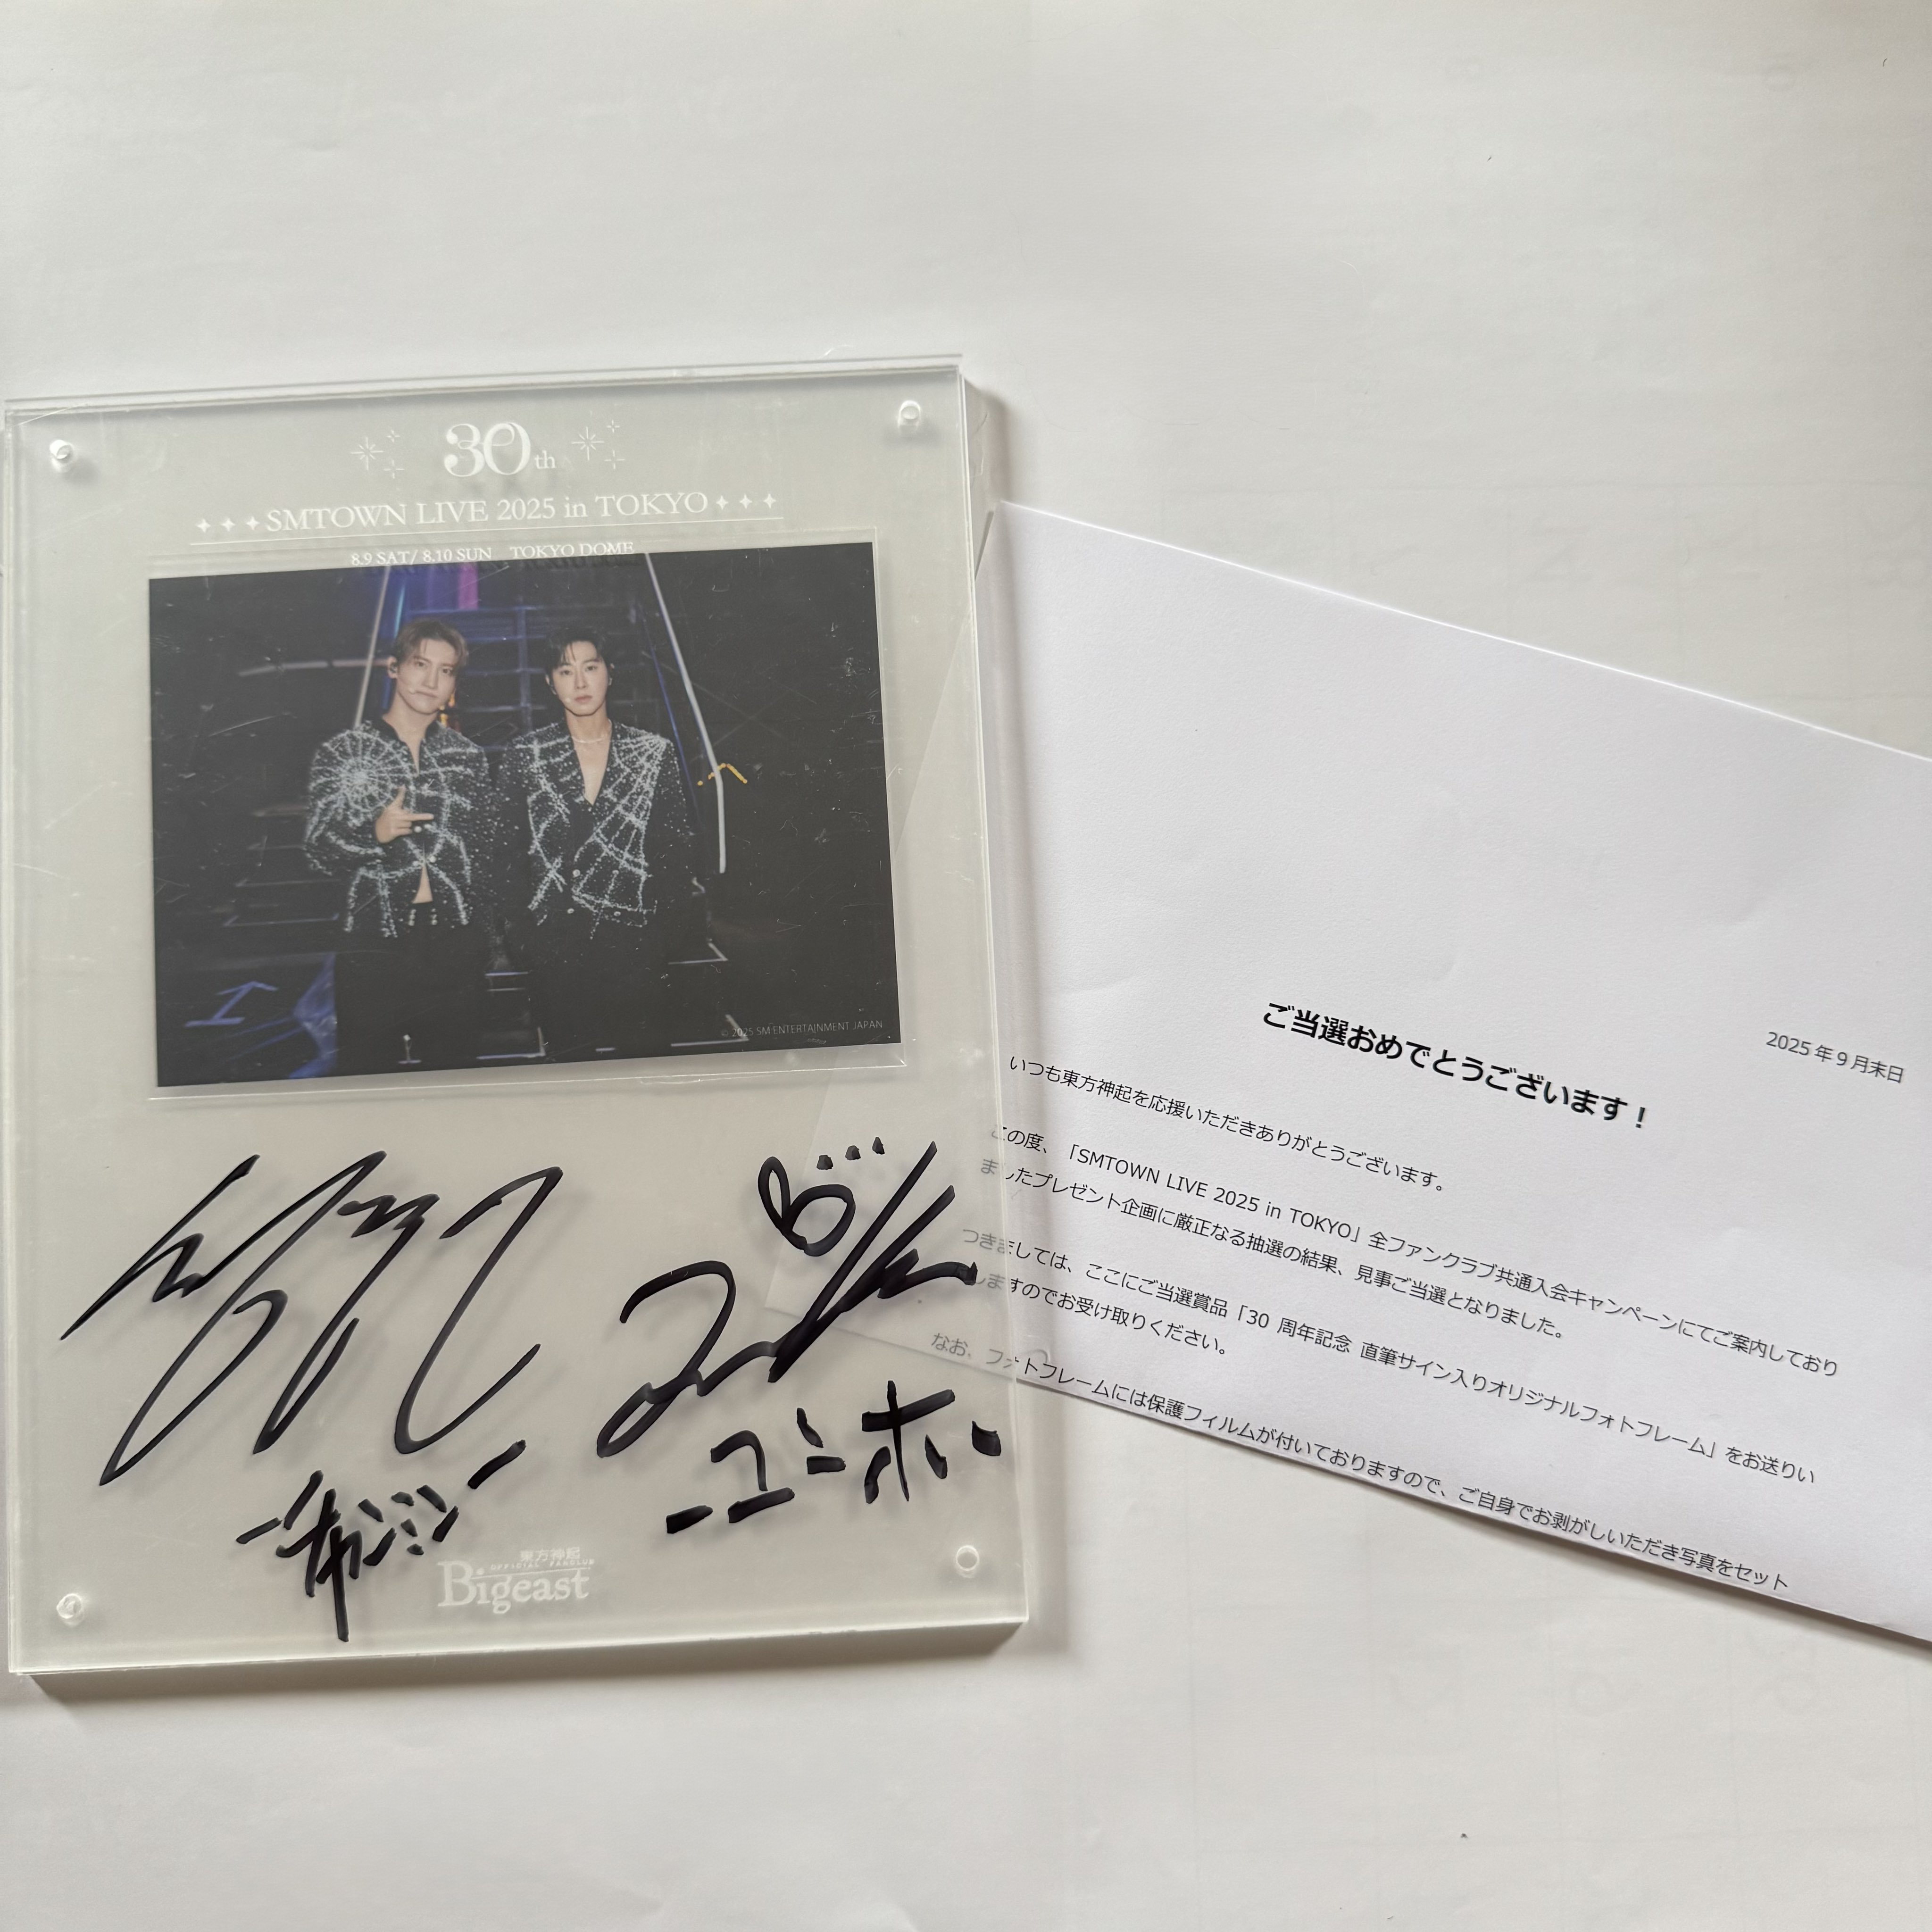 30th
SMTOWN LIVE 2025 in TOKYO
8.9 SAT/ 8.10 SUN TOKYO DOME
© 2025 SM ENTERTAINMENT JAPAN
-チャンミン-
-ユンホ-
東方神起
OFFICIAL FANCLUB
Bigeast
2025年9月末日
ご当選おめでとうございます！
いつも東方神起を応援いただきありがとうございます。
この度、「SMTOWN LIVE 2025 in TOKYO」全ファンクラブ共通入会キャンペーンにてご案内しており
ましたプレゼント企画に厳正なる抽選の結果、見事ご当選となりました。
つきましては、ここにご当選賞品「30 周年記念 直筆サイン入りオリジナルフォトフレーム」をお送りい
しますのでお受け取りください。
なお、フォトフレームには保護フィルムが付いておりますので、ご自身でお剥がしいただき写真をセット